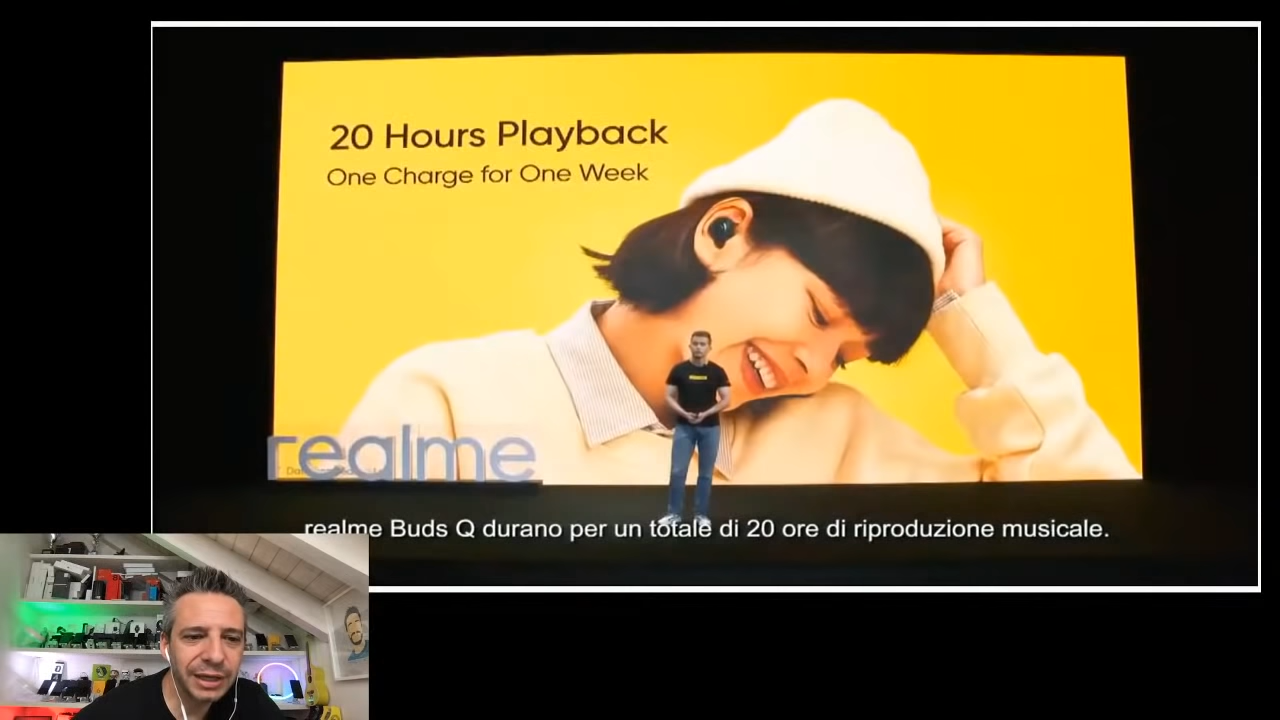 20 Hours Playback
One Charge for One Week
realme
realme Buds Q durano per un totale di 20 ore di riproduzione musicale.